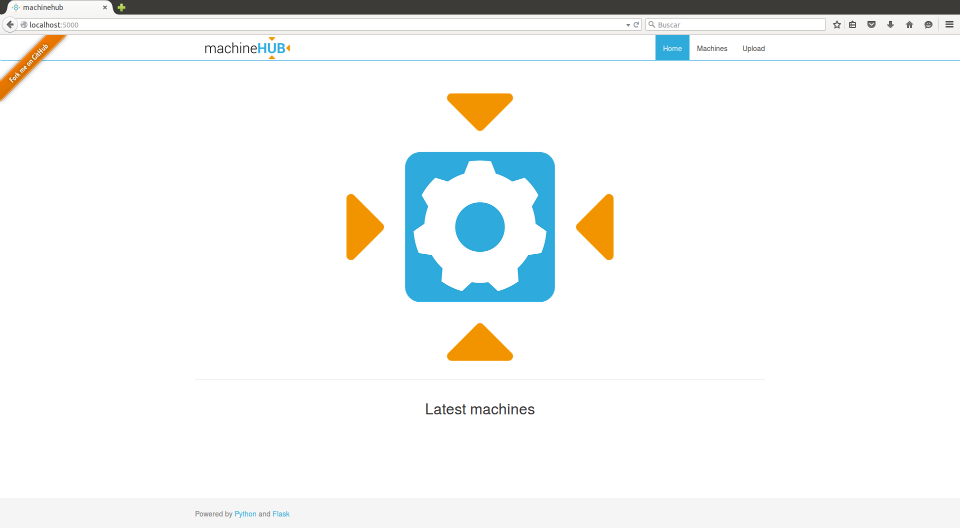 machinehub
localhost:5000
Buscar
Fork me on GitHub
machineHUB
Home
Machines
Upload
Latest machines
Powered by Python and Flask